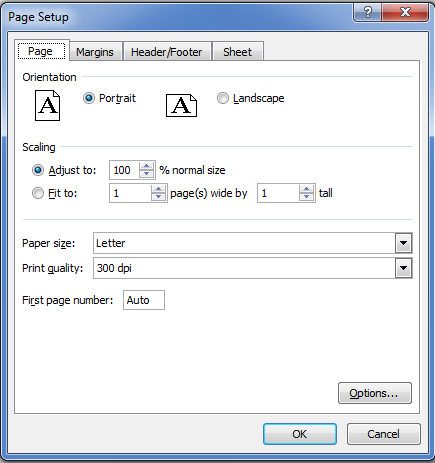 Page Setup
Page Margins Header/Footer Sheet
Orientation
A Portrait A Landscape
Scaling
Adjust to: 100 % normal size
Fit to: 1 page(s) wide by 1 tall
Paper size: Letter
Print quality: 300 dpi
First page number: Auto
Options...
OK Cancel